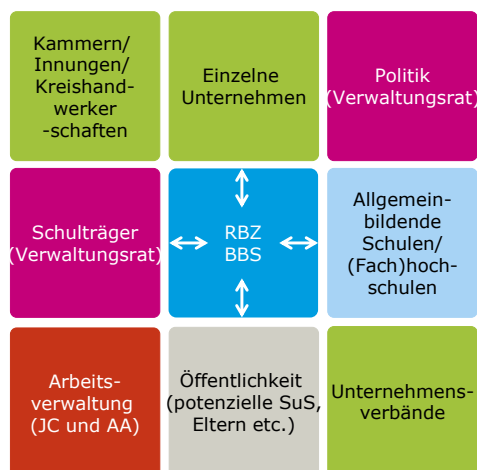 Kammern/
Innungen/
Kreishand-
werker
-schaften
Einzelne
Unternehmen
Politik
(Verwaltungsrat)
Schulträger
(Verwaltungsrat)
RBZ
BBS
Allgemein-
bildende
Schulen/
(Fach)hoch-
schulen
Arbeits-
verwaltung
(JC und AA)
Öffentlichkeit
(potenzielle SuS,
Eltern etc.)
Unternehmens-
verbände